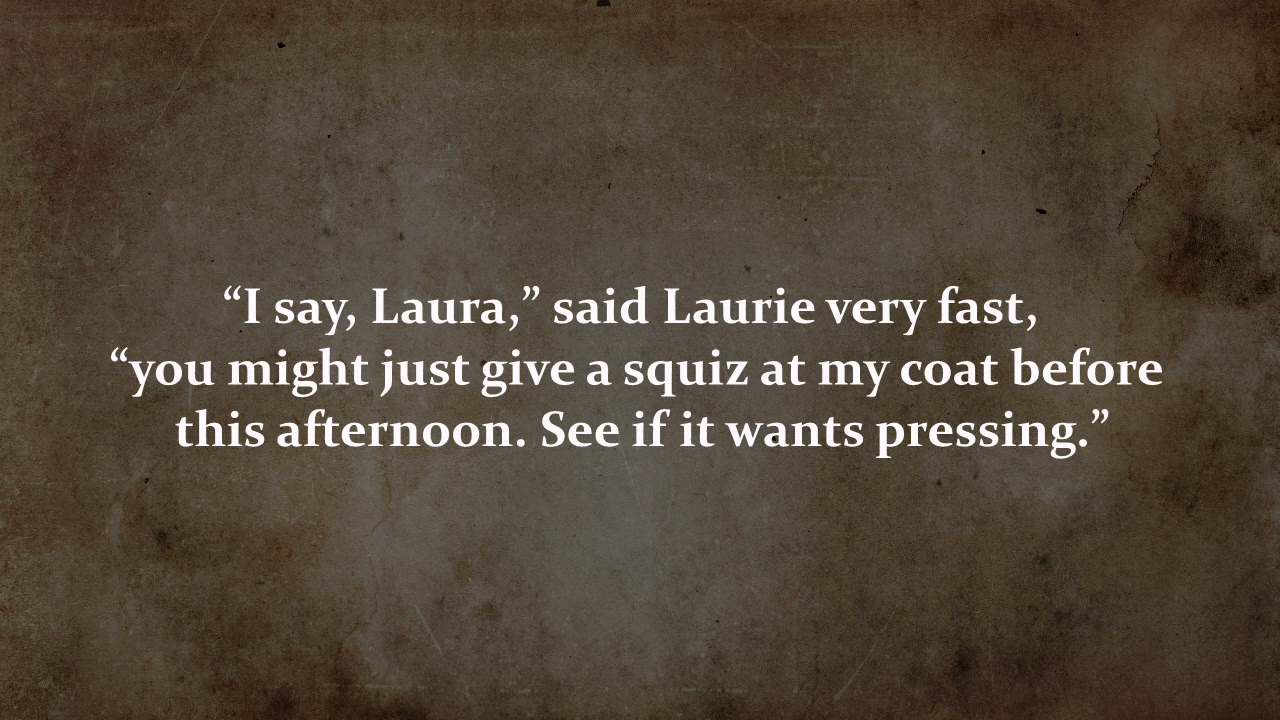 “I say, Laura,” said Laurie very fast,
“you might just give a squiz at my coat before
this afternoon. See if it wants pressing.”